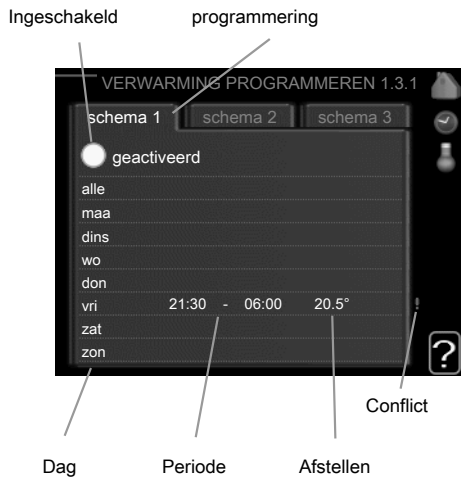 Ingeschakeld programmering
VERWARMING PROGRAMMEREN 1.3.1
schema 1 schema 2 schema 3
geactiveerd
alle
maa
dins
wo
don
vri 21:30 - 06:00 20.5° !
zat
zon
?
Conflict
Dag Periode Afstellen